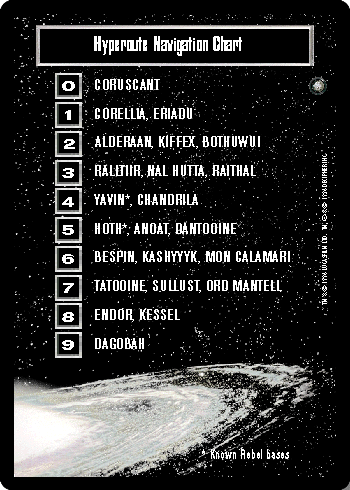 Hyperoute Navigation Chart
0 CORUSCANT
1 CORELLIA, ERIADU
2 ALDERAAN, KIFFEX, BOTHUWUI
3 RALLTIIR, NAL HUTTA, RAITHAL
4 YAVIN*, CHANDRILA
5 HOTH*, ANOAT, DANTOOINE
6 BESPIN, KASHYYYK, MON CALAMARI
7 TATOOINE, SULLUST, ORD MANTELL
8 ENDOR, KESSEL
9 DAGOBAH
* Known Rebel bases